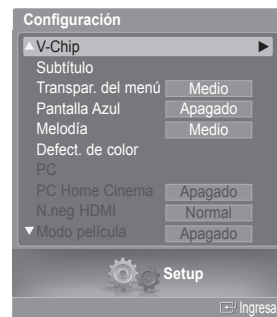 Configuración
V-Chip
Subtítulo
Transpar. del menú Medio
Pantalla Azul Apagado
Melodía Medio
Defect. de color
PC
PC Home Cinema Apagado
N.neg HDMI Normal
Modo película Apagado
Setup
Ingresa